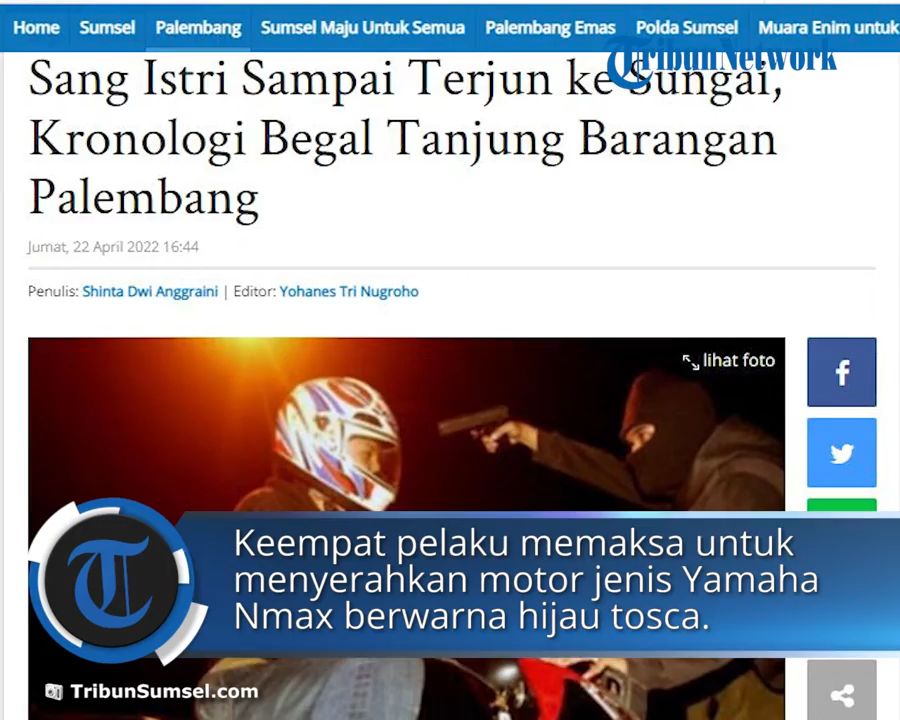 Home Sumsel Palembang Sumsel Maju Untuk Semua Palembang Emas Polda Sumsel Muara Enim untuk
TribunNetwork
Sang Istri Sampai Terjun ke Sungai,
Kronologi Begal Tanjung Barangan
Palembang
Jumat, 22 April 2022 16:44
Penulis: Shinta Dwi Anggraini | Editor: Yohanes Tri Nugroho
lihat foto
Keempat pelaku memaksa untuk
menyerahkan motor jenis Yamaha
Nmax berwarna hijau tosca.
TribunSumsel.com